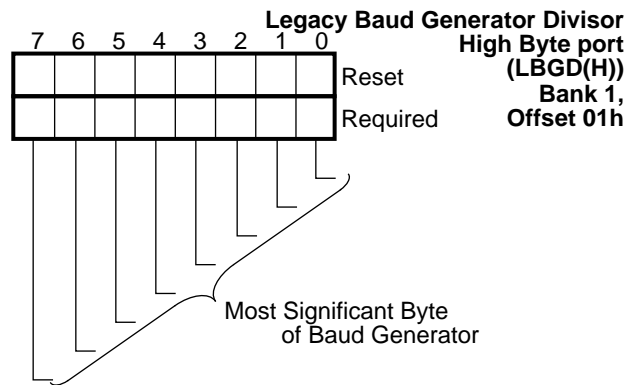 Legacy Baud Generator Divisor
High Byte port
(LBGD(H))
Bank 1,
Offset 01h
7 6 5 4 3 2 1 0
Reset
Required
Most Significant Byte
of Baud Generator